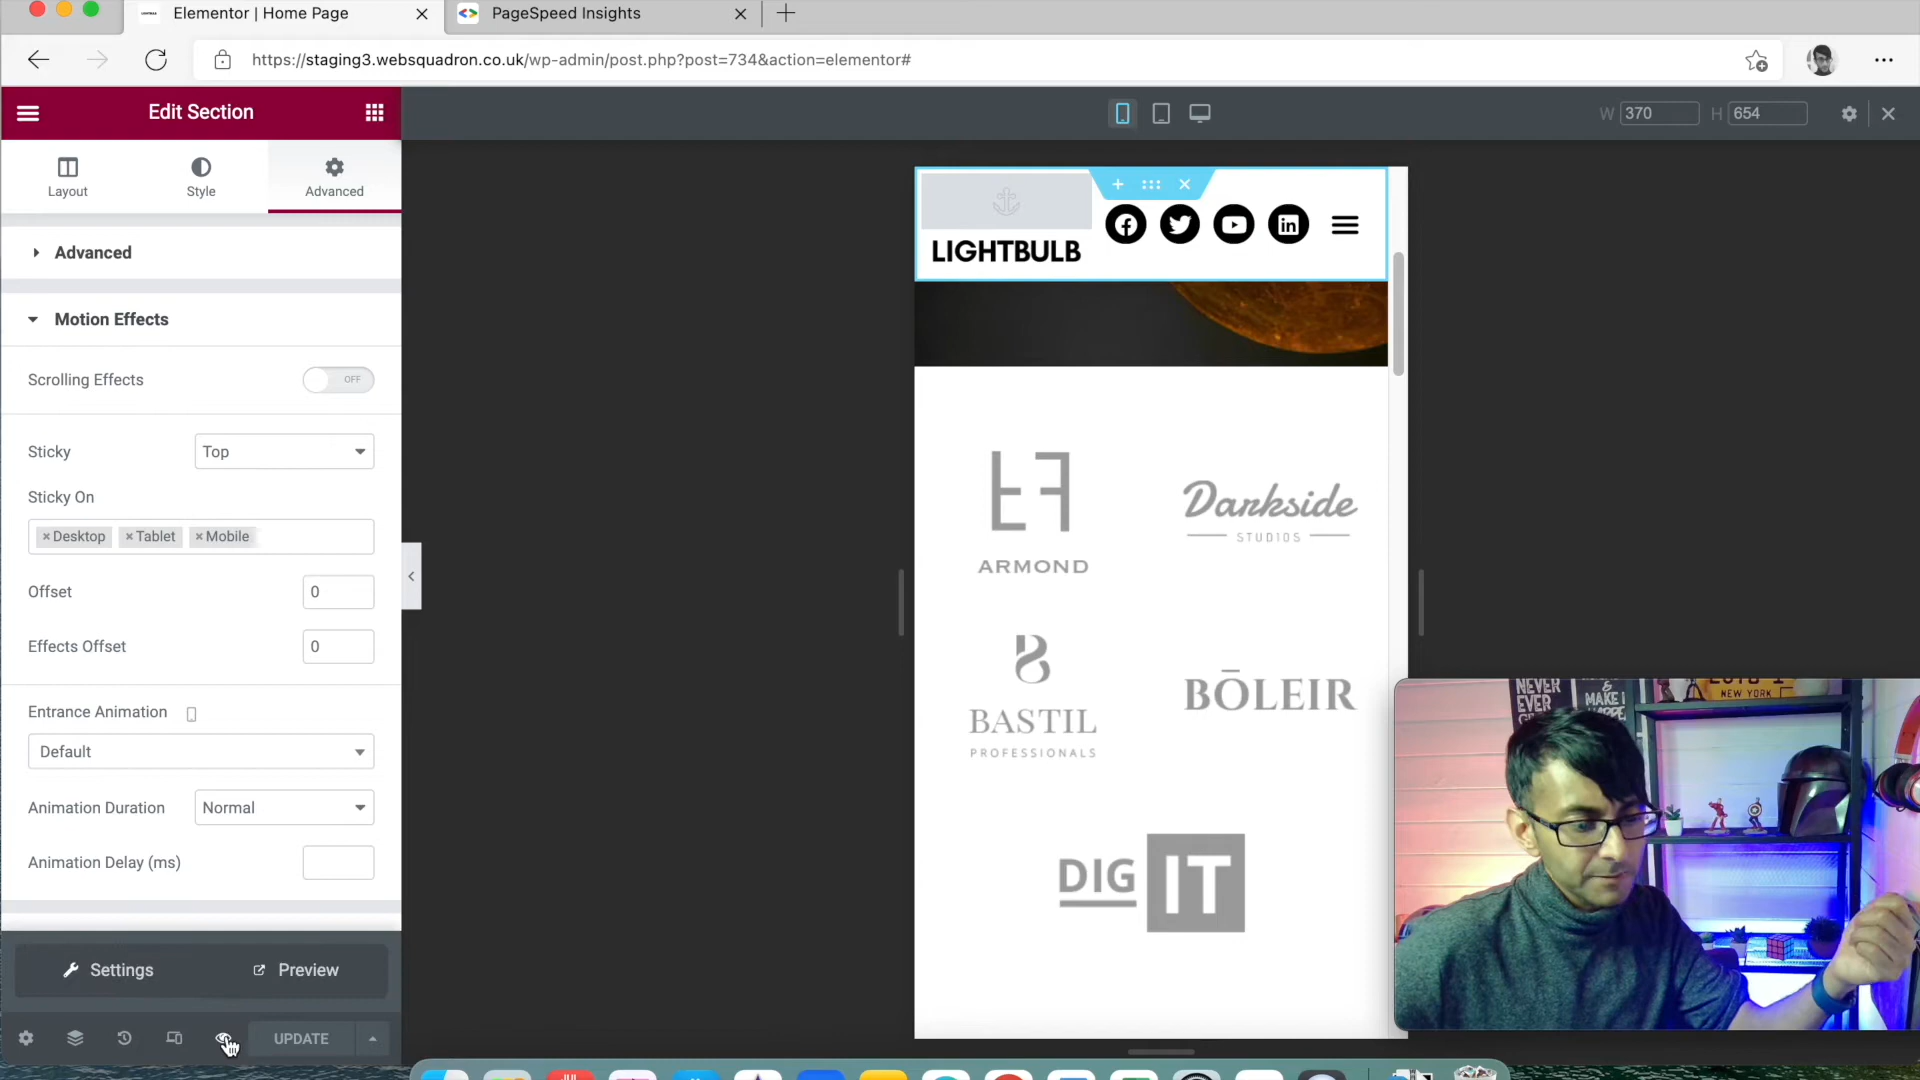 Elementor | Home Page
PageSpeed Insights
https://staging3.websquadron.co.uk/wp-admin/post.php?post=734&action=elementor#
Edit Section
W 370
H 654
Layout
Style
Advanced
Advanced
Motion Effects
Scrolling Effects
OFF
Sticky
Top
Sticky On
× Desktop × Tablet × Mobile
Offset
0
Effects Offset
0
Entrance Animation
Default
Animation Duration
Normal
Animation Delay (ms)
Settings
Preview
UPDATE
LIGHTBULB
ARMOND
Darkside
STUDIOS
BASTIL
PROFESSIONALS
BŌLEIR
DIG IT
NEVER
EVER
& MAKE I
NEW YORK